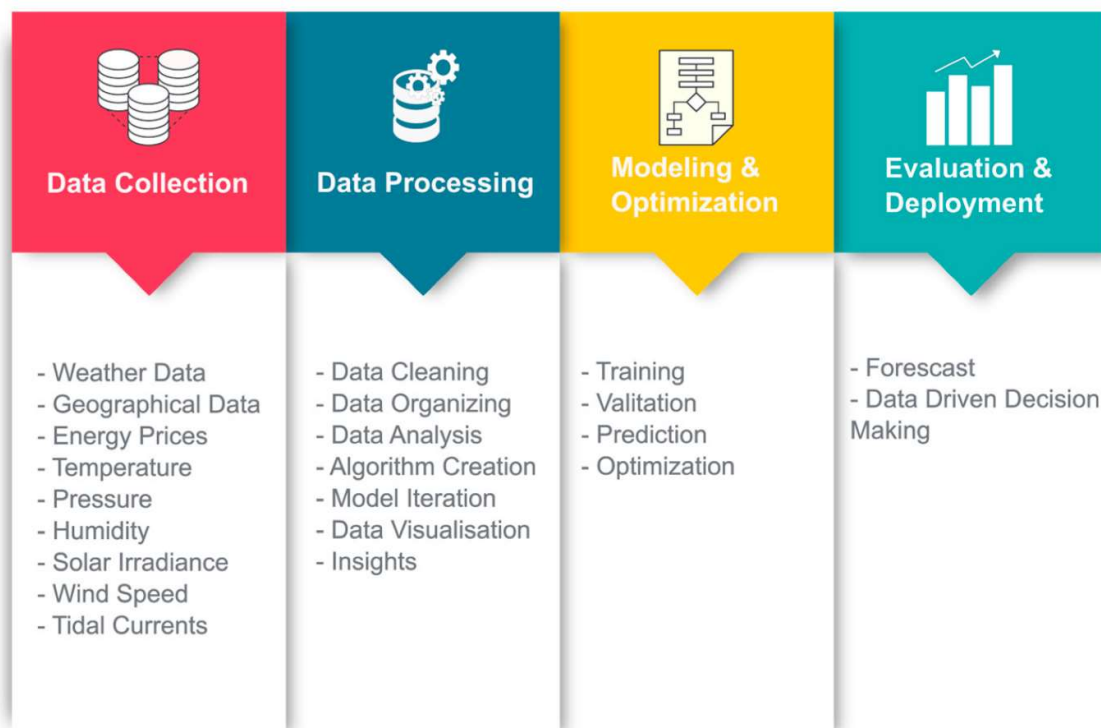 Data Collection
- Weather Data
- Geographical Data
- Energy Prices
- Temperature
- Pressure
- Humidity
- Solar Irradiance
- Wind Speed
- Tidal Currents
Data Processing
- Data Cleaning
- Data Organizing
- Data Analysis
- Algorithm Creation
- Model Iteration
- Data Visualisation
- Insights
Modeling &
Optimization
- Training
- Valitation
- Prediction
- Optimization
Evaluation &
Deployment
- Forescast
- Data Driven Decision
Making